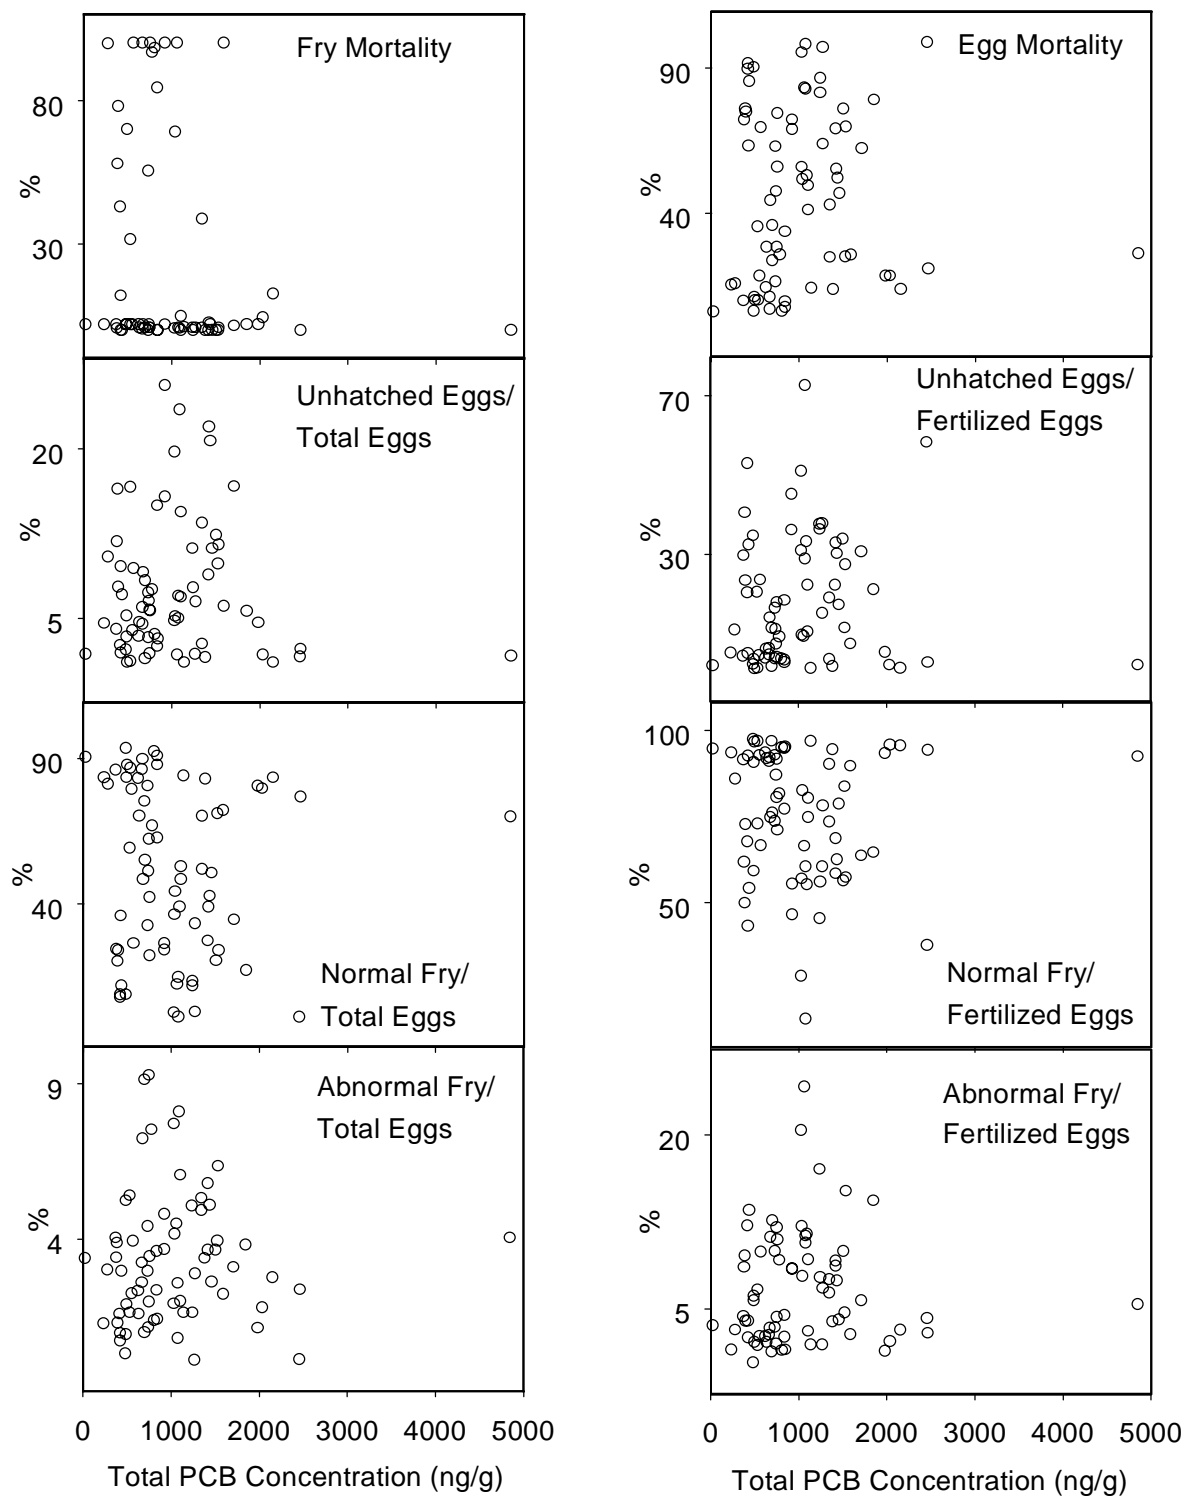 Fry Mortality
80
30
%
Unhatched Eggs/
Total Eggs
20
5
%
90
40
%
Normal Fry/
Total Eggs
9
4
%
Abnormal Fry/
Total Eggs
0 1000 2000 3000 4000 5000
Total PCB Concentration (ng/g)
Egg Mortality
90
40
%
Unhatched Eggs/
Fertilized Eggs
70
30
%
100
50
%
Normal Fry/
Fertilized Eggs
Abnormal Fry/
Fertilized Eggs
20
5
%
0 1000 2000 3000 4000 5000
Total PCB Concentration (ng/g)